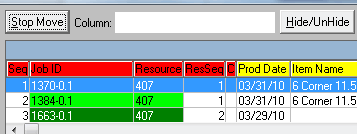 Stop Move Column: Hide/UnHide
Seq Job ID Resource ResSeq C Prod Date Item Name
1 1370-0.1 407 1 03/31/10 6 Corner 11.5
2 1384-0.1 407 1 03/31/10 6 Corner 11.5
3 1663-0.1 407 2 03/29/10